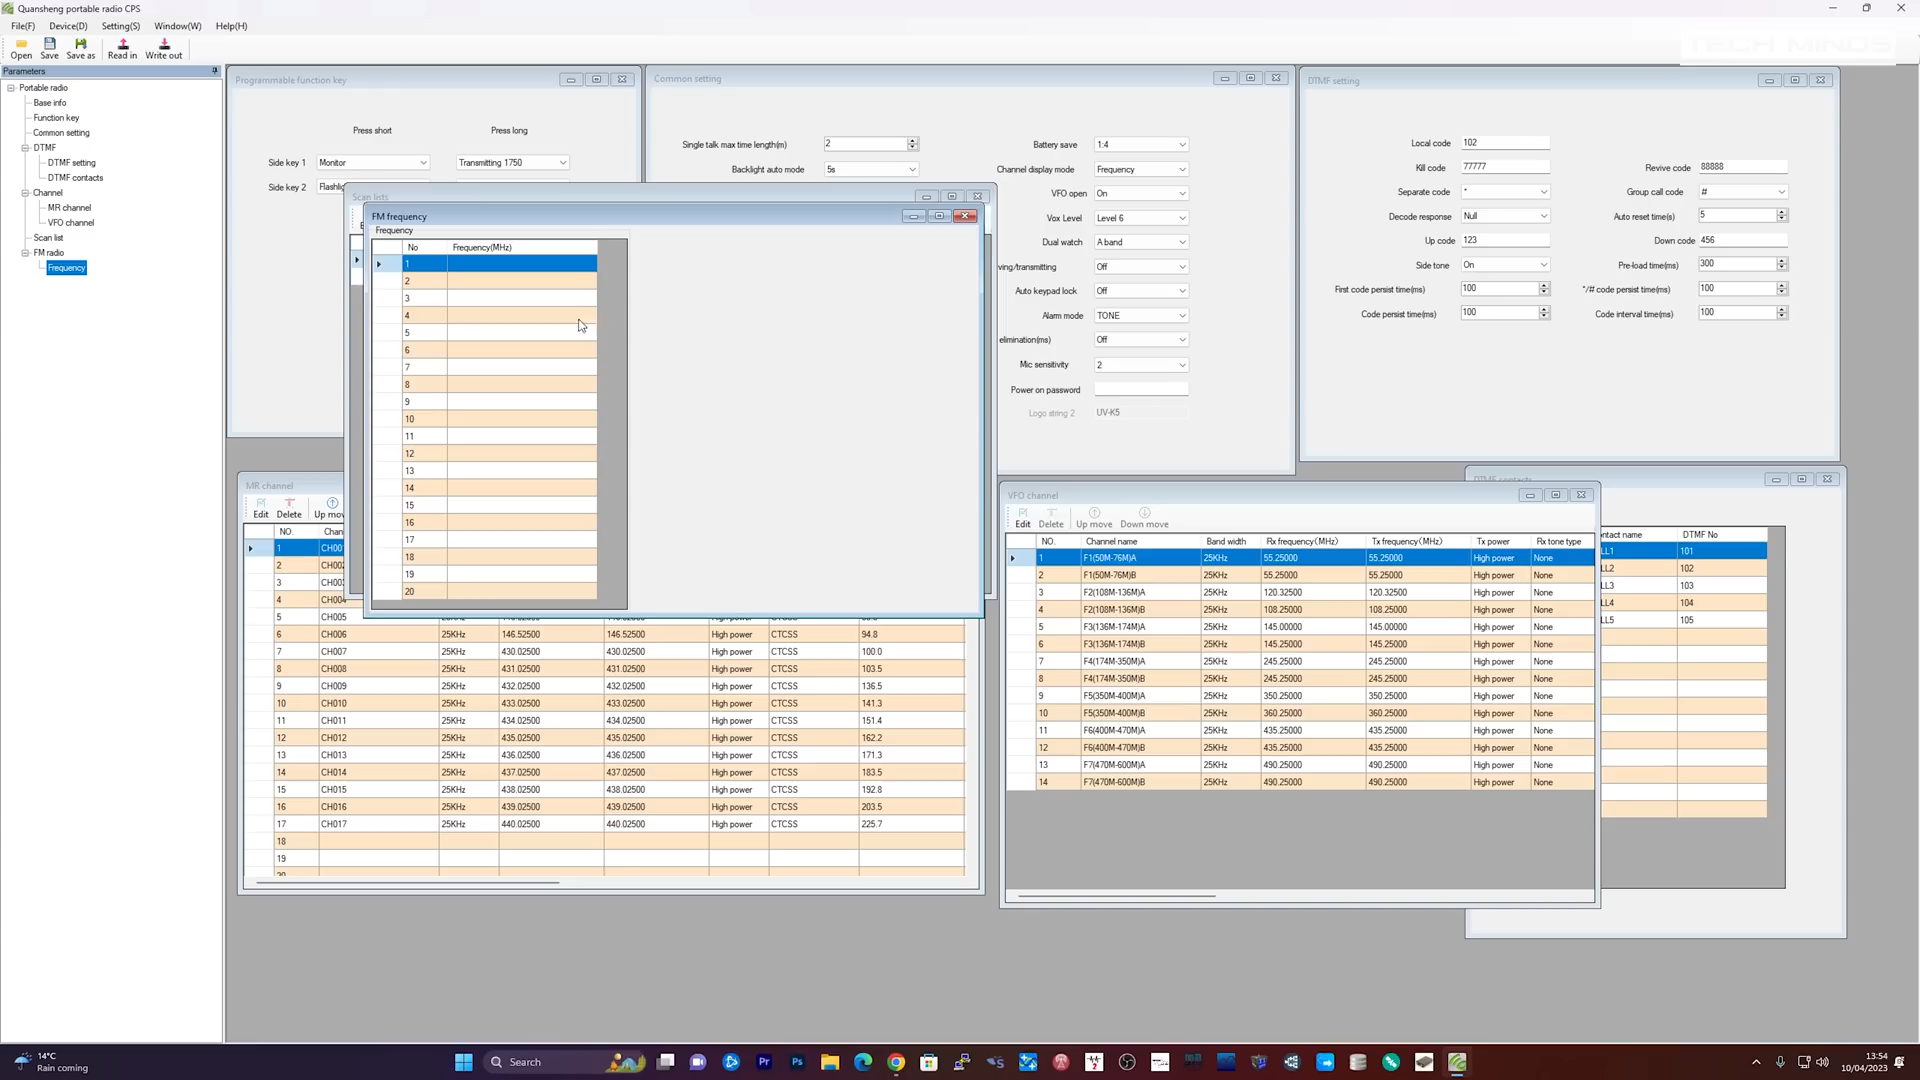 Quansheng portable radio CPS
File(F) Device(D) Setting(S) Window(W) Help(H)
TECH MINDS
Open Save Save as Read in Write out
Parameters
Portable radio
Base info
Function key
Common setting
DTMF
DTMF setting
DTMF contacts
Channel
MR channel
VFO channel
Scan list
FM radio
Frequency
Programmable function key
Press short Press long
Side key 1 Monitor Transmitting 1750
Side key 2
Common setting
Single talk max time length(m) 2
Backlight auto mode 5s
Battery save 1:4
Channel display mode Frequency
VFO open On
Vox Level Level 6
Dual watch A band
ving/transmitting Off
Auto keypad lock Off
Alarm mode TONE
elimination(ms) Off
Mic sensitivity 2
Power on password
Logo string 2 UV-K5
DTMF setting
Local code 102
Kill code 77777 Revive code 88888
Separate code * Group call code #
Decode response Null Auto reset time(s) 5
Up code 123 Down code 456
Side tone On Pre-load time(ms) 300
First code persist time(ms) 100 */# code persist time(ms) 100
Code persist time(ms) 100 Code interval time(ms) 100
Scan lists
FM frequency
Frequency
No Frequency(MHz)
1
2
3
4
5
6
7
8
9
10
11
12
13
14
15
16
17
18
19
20
MR channel
Edit Delete Up mov
NO. Chan
1 CH001
2 CH002
3 CH003
4 CH004
5 CH005
6 CH006 25KHz 146.52500 146.52500 High power CTCSS 94.8
7 CH007 25KHz 430.02500 430.02500 High power CTCSS 100.0
8 CH008 25KHz 431.02500 431.02500 High power CTCSS 103.5
9 CH009 25KHz 432.02500 432.02500 High power CTCSS 136.5
10 CH010 25KHz 433.02500 433.02500 High power CTCSS 141.3
11 CH011 25KHz 434.02500 434.02500 High power CTCSS 151.4
12 CH012 25KHz 435.02500 435.02500 High power CTCSS 162.2
13 CH013 25KHz 436.02500 436.02500 High power CTCSS 171.3
14 CH014 25KHz 437.02500 437.02500 High power CTCSS 183.5
15 CH015 25KHz 438.02500 438.02500 High power CTCSS 192.8
16 CH016 25KHz 439.02500 439.02500 High power CTCSS 203.5
17 CH017 25KHz 440.02500 440.02500 High power CTCSS 225.7
18
19
20
VFO channel
Edit Delete Up move Down move
NO. Channel name Band width Rx frequency(MHz) Tx frequency(MHz) Tx power Rx tone type
1 F1(50M-76M)A 25KHz 55.25000 55.25000 High power None
2 F1(50M-76M)B 25KHz 55.25000 55.25000 High power None
3 F2(108M-136M)A 25KHz 120.32500 120.32500 High power None
4 F2(108M-136M)B 25KHz 108.25000 108.25000 High power None
5 F3(136M-174M)A 25KHz 145.00000 145.00000 High power None
6 F3(136M-174M)B 25KHz 145.25000 145.25000 High power None
7 F4(174M-350M)A 25KHz 245.25000 245.25000 High power None
8 F4(174M-350M)B 25KHz 245.25000 245.25000 High power None
9 F5(350M-400M)A 25KHz 350.25000 350.25000 High power None
10 F5(350M-400M)B 25KHz 360.25000 360.25000 High power None
11 F6(400M-470M)A 25KHz 435.25000 435.25000 High power None
12 F6(400M-470M)B 25KHz 435.25000 435.25000 High power None
13 F7(470M-600M)A 25KHz 490.25000 490.25000 High power None
14 F7(470M-600M)B 25KHz 490.25000 490.25000 High power None
DTMF contacts
ontact name DTMF No
LL1 101
LL2 102
LL3 103
LL4 104
LL5 105
14°C
Rain coming
Search
Pr
Ps
13:54
10/04/2023